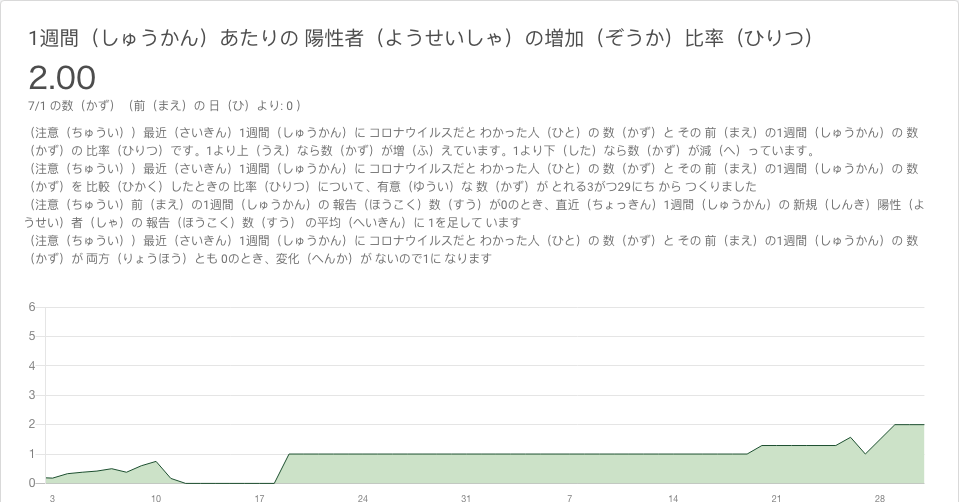 1週間（しゅうかん）あたりの 陽性者（ようせいしゃ）の増加（ぞうか）比率（ひりつ）
2.00
7/1 の数（かず）（前（まえ）の 日（ひ）より: 0 ）
（注意（ちゅうい））最近（さいきん）1週間（しゅうかん）に コロナウイルスだと わかった人（ひと）の 数（かず）と その 前（まえ）の1週間（しゅうかん）の 数
（かず）の 比率（ひりつ）です。1より上（うえ）なら数（かず）が増（ふ）えています。1より下（した）なら数（かず）が減（へ）っています。
（注意（ちゅうい））最近（さいきん）1週間（しゅうかん）に コロナウイルスだと わかった人（ひと）の 数（かず）と その 前（まえ）の1週間（しゅうかん）の 数
（かず）を 比較（ひかく）したときの 比率（ひりつ）について、有意（ゆうい）な 数（かず）が とれる3がつ29にち から つくりました
（注意（ちゅうい）前（まえ）の1週間（しゅうかん）の 報告（ほうこく）数（すう）が0のとき、直近（ちょっきん）1週間（しゅうかん）の 新規（しんき）陽性（よ
うせい）者（しゃ）の 報告（ほうこく）数（すう） の平均（へいきん）に 1を足して います
（注意（ちゅうい））最近（さいきん）1週間（しゅうかん）に コロナウイルスだと わかった人（ひと）の 数（かず）と その 前（まえ）の1週間（しゅうかん）の 数
（かず）が 両方（りょうほう）とも 0のとき、変化（へんか）が ないので1に なります
6
5
4
3
2
1
0
3 10 17 24 31 7 14 21 28